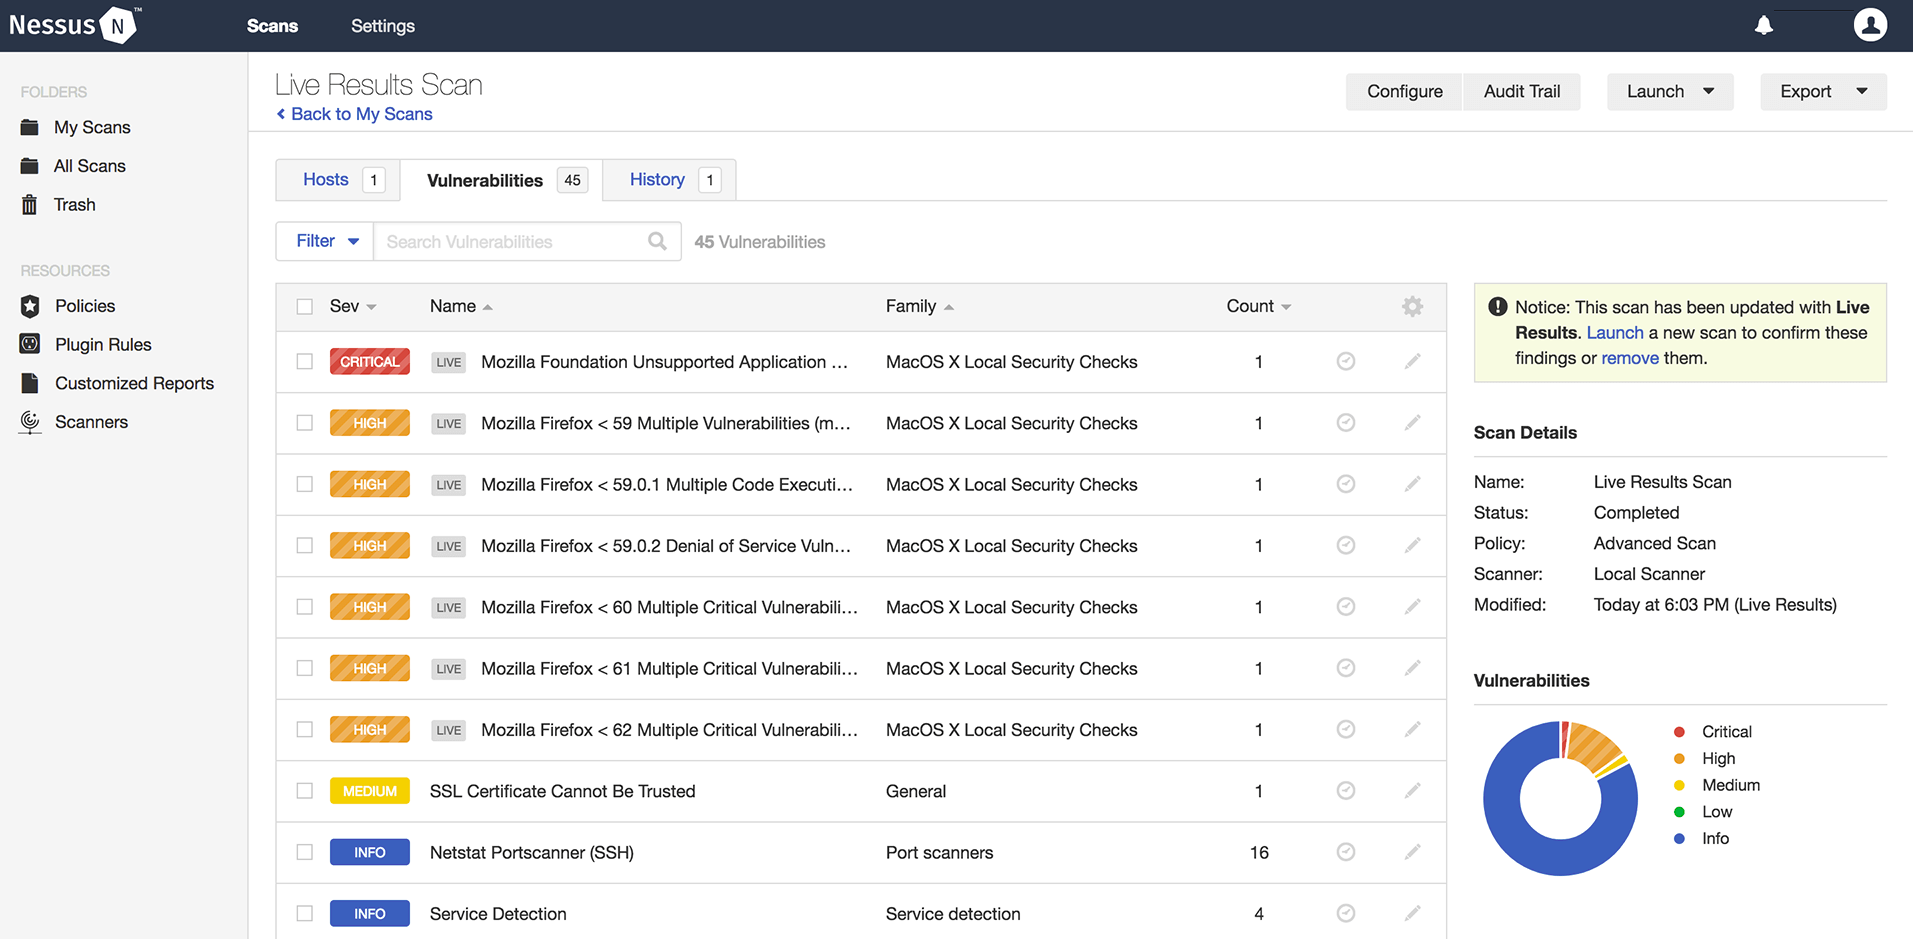 Nessus N ™
Scans Settings
FOLDERS
My Scans
All Scans
Trash
RESOURCES
Policies
Plugin Rules
Customized Reports
Scanners
Live Results Scan
Back to My Scans
Configure Audit Trail Launch Export
Hosts 1 Vulnerabilities 45 History 1
Filter Search Vulnerabilities 45 Vulnerabilities
Sev Name Family Count
CRITICAL LIVE Mozilla Foundation Unsupported Application ... MacOS X Local Security Checks 1
HIGH LIVE Mozilla Firefox < 59 Multiple Vulnerabilities (m... MacOS X Local Security Checks 1
HIGH LIVE Mozilla Firefox < 59.0.1 Multiple Code Executi... MacOS X Local Security Checks 1
HIGH LIVE Mozilla Firefox < 59.0.2 Denial of Service Vuln... MacOS X Local Security Checks 1
HIGH LIVE Mozilla Firefox < 60 Multiple Critical Vulnerabili... MacOS X Local Security Checks 1
HIGH LIVE Mozilla Firefox < 61 Multiple Critical Vulnerabili... MacOS X Local Security Checks 1
HIGH LIVE Mozilla Firefox < 62 Multiple Critical Vulnerabili... MacOS X Local Security Checks 1
MEDIUM SSL Certificate Cannot Be Trusted General 1
INFO Netstat Portscanner (SSH) Port scanners 16
INFO Service Detection Service detection 4
Notice: This scan has been updated with Live
Results. Launch a new scan to confirm these
findings or remove them.
Scan Details
Name: Live Results Scan
Status: Completed
Policy: Advanced Scan
Scanner: Local Scanner
Modified: Today at 6:03 PM (Live Results)
Vulnerabilities
Critical
High
Medium
Low
Info